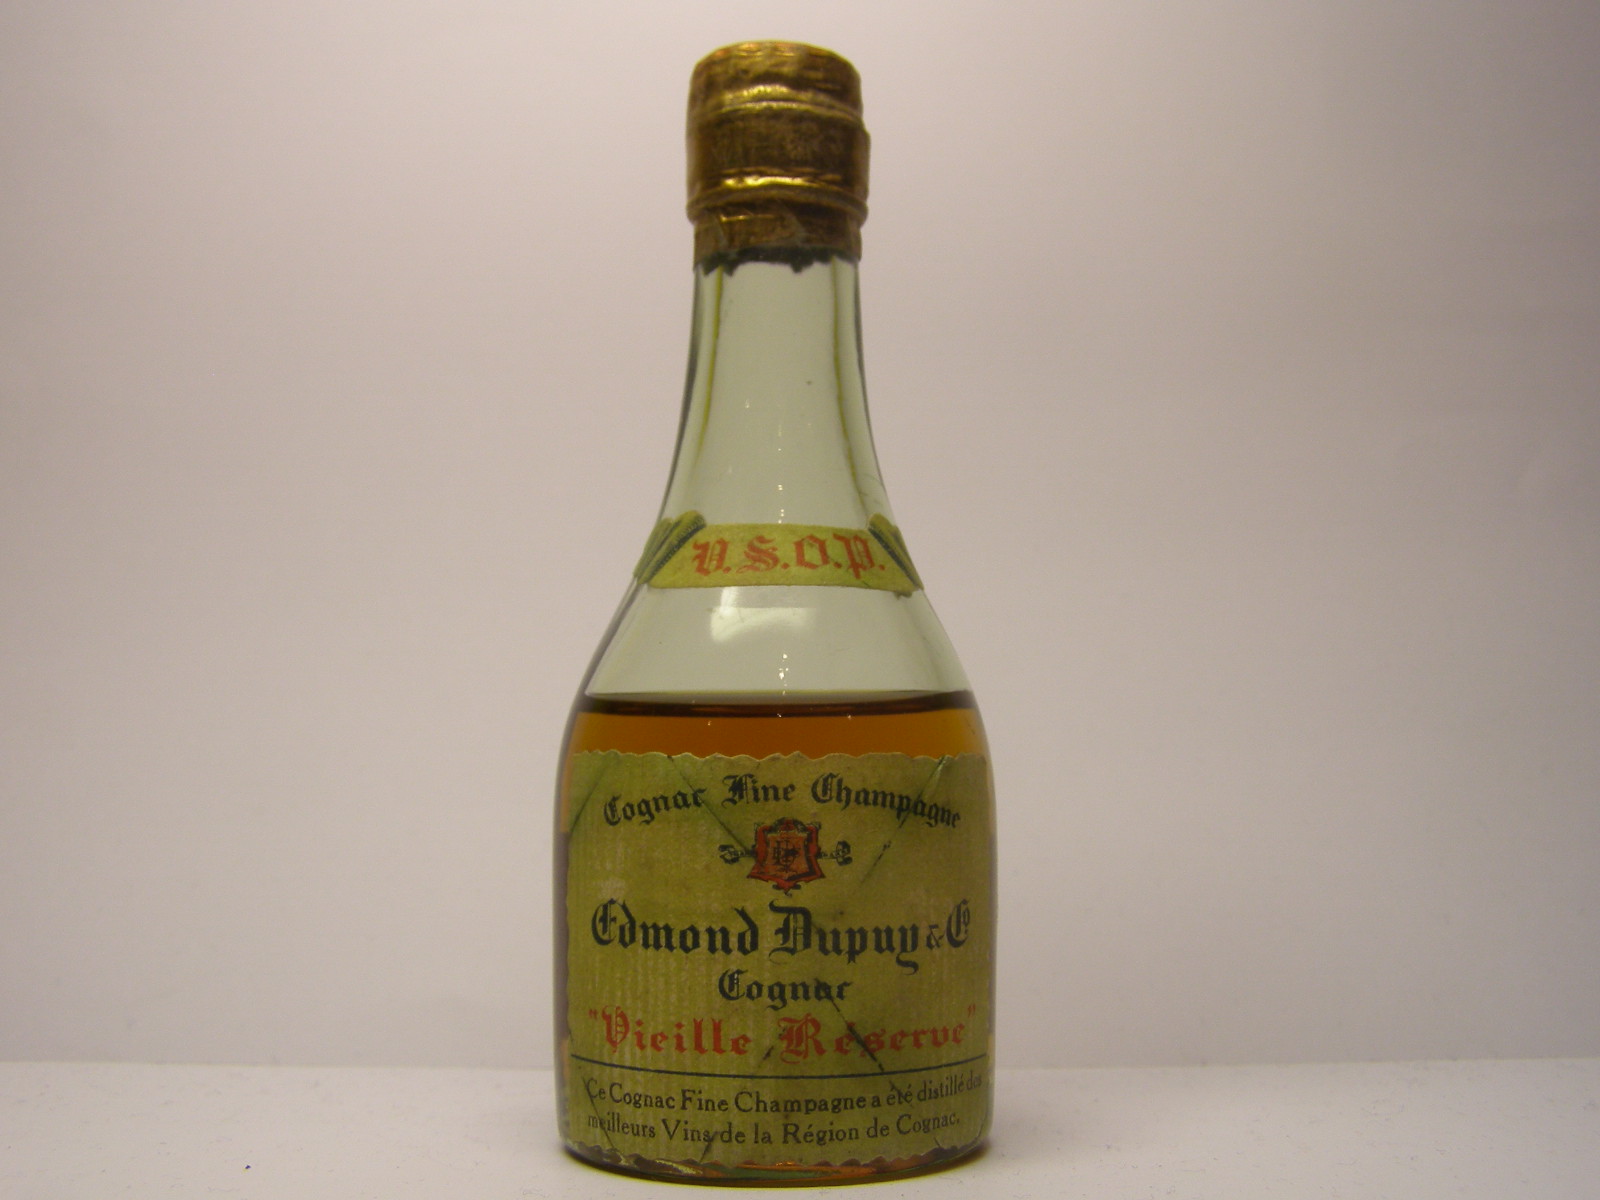 V.S.O.P.
Cognac Fine Champagne
Edmond Dupuy & Cº
Cognac
"Vieille Réserve"
Ce Cognac Fine Champagne a été distillé des
meilleurs Vins de la Région de Cognac.